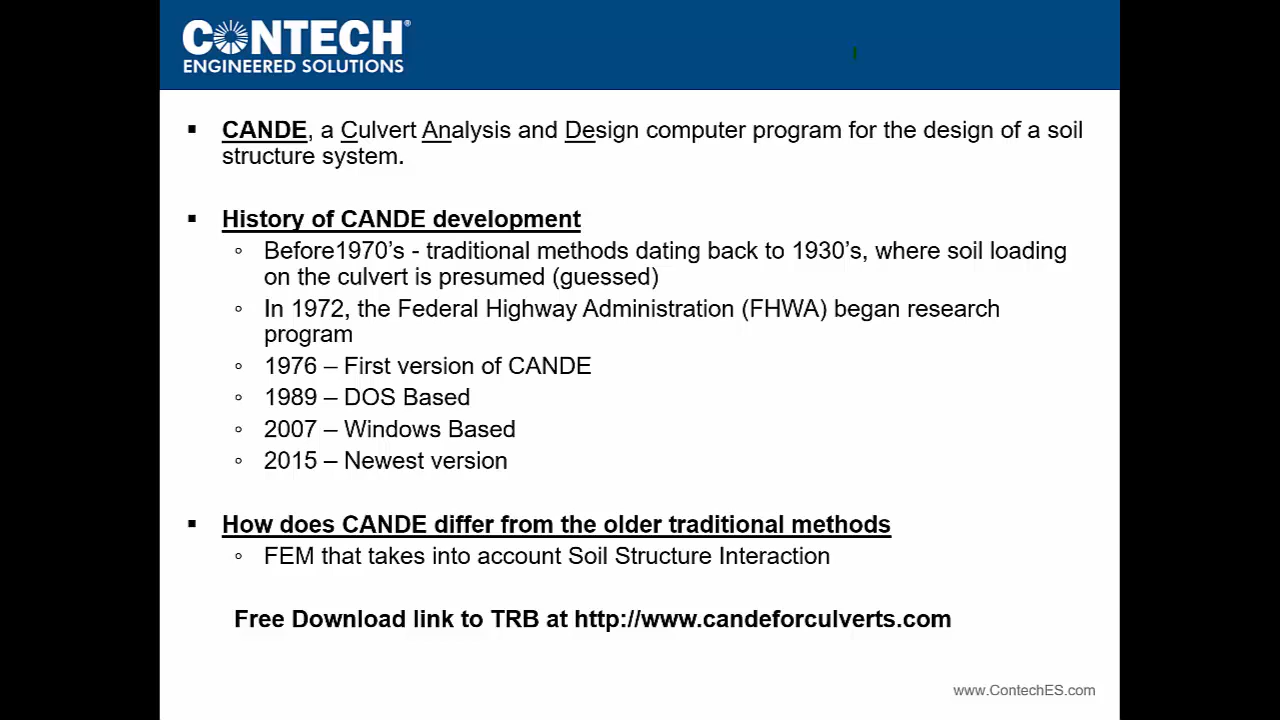 CONTECH®
ENGINEERED SOLUTIONS
▪ CANDE, a Culvert Analysis and Design computer program for the design of a soil
structure system.
▪ History of CANDE development
◦ Before1970's - traditional methods dating back to 1930's, where soil loading
on the culvert is presumed (guessed)
◦ In 1972, the Federal Highway Administration (FHWA) began research
program
◦ 1976 – First version of CANDE
◦ 1989 – DOS Based
◦ 2007 – Windows Based
◦ 2015 – Newest version
▪ How does CANDE differ from the older traditional methods
◦ FEM that takes into account Soil Structure Interaction
Free Download link to TRB at http://www.candeforculverts.com
www.ContechES.com